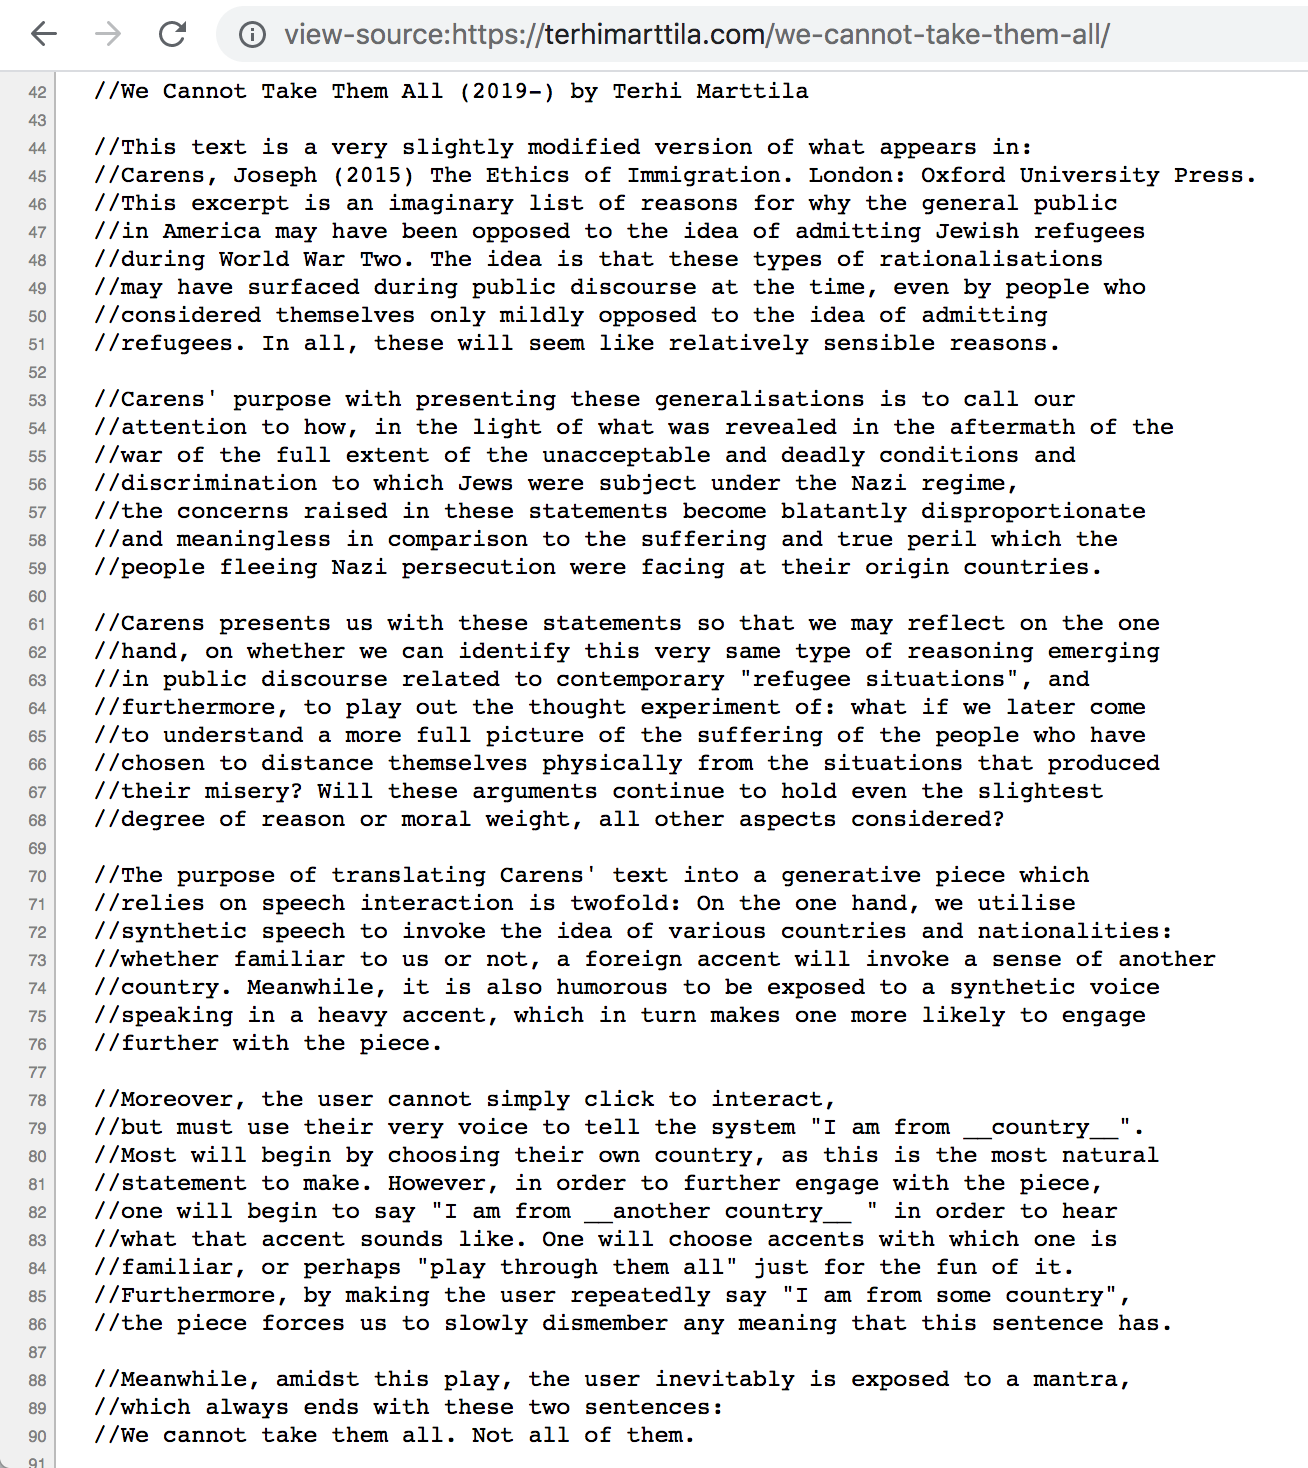 view-source:https://terhimarttila.com/we-cannot-take-them-all/
42 //We Cannot Take Them All (2019-) by Terhi Marttila
43
44 //This text is a very slightly modified version of what appears in:
45 //Carens, Joseph (2015) The Ethics of Immigration. London: Oxford University Press.
46 //This excerpt is an imaginary list of reasons for why the general public
47 //in America may have been opposed to the idea of admitting Jewish refugees
48 //during World War Two. The idea is that these types of rationalisations
49 //may have surfaced during public discourse at the time, even by people who
50 //considered themselves only mildly opposed to the idea of admitting
51 //refugees. In all, these will seem like relatively sensible reasons.
52
53 //Carens' purpose with presenting these generalisations is to call our
54 //attention to how, in the light of what was revealed in the aftermath of the
55 //war of the full extent of the unacceptable and deadly conditions and
56 //discrimination to which Jews were subject under the Nazi regime,
57 //the concerns raised in these statements become blatantly disproportionate
58 //and meaningless in comparison to the suffering and true peril which the
59 //people fleeing Nazi persecution were facing at their origin countries.
60
61 //Carens presents us with these statements so that we may reflect on the one
62 //hand, on whether we can identify this very same type of reasoning emerging
63 //in public discourse related to contemporary "refugee situations", and
64 //furthermore, to play out the thought experiment of: what if we later come
65 //to understand a more full picture of the suffering of the people who have
66 //chosen to distance themselves physically from the situations that produced
67 //their misery? Will these arguments continue to hold even the slightest
68 //degree of reason or moral weight, all other aspects considered?
69
70 //The purpose of translating Carens' text into a generative piece which
71 //relies on speech interaction is twofold: On the one hand, we utilise
72 //synthetic speech to invoke the idea of various countries and nationalities:
73 //whether familiar to us or not, a foreign accent will invoke a sense of another
74 //country. Meanwhile, it is also humorous to be exposed to a synthetic voice
75 //speaking in a heavy accent, which in turn makes one more likely to engage
76 //further with the piece.
77
78 //Moreover, the user cannot simply click to interact,
79 //but must use their very voice to tell the system "I am from __country__".
80 //Most will begin by choosing their own country, as this is the most natural
81 //statement to make. However, in order to further engage with the piece,
82 //one will begin to say "I am from __another country__ " in order to hear
83 //what that accent sounds like. One will choose accents with which one is
84 //familiar, or perhaps "play through them all" just for the fun of it.
85 //Furthermore, by making the user repeatedly say "I am from some country",
86 //the piece forces us to slowly dismember any meaning that this sentence has.
87
88 //Meanwhile, amidst this play, the user inevitably is exposed to a mantra,
89 //which always ends with these two sentences:
90 //We cannot take them all. Not all of them.
91